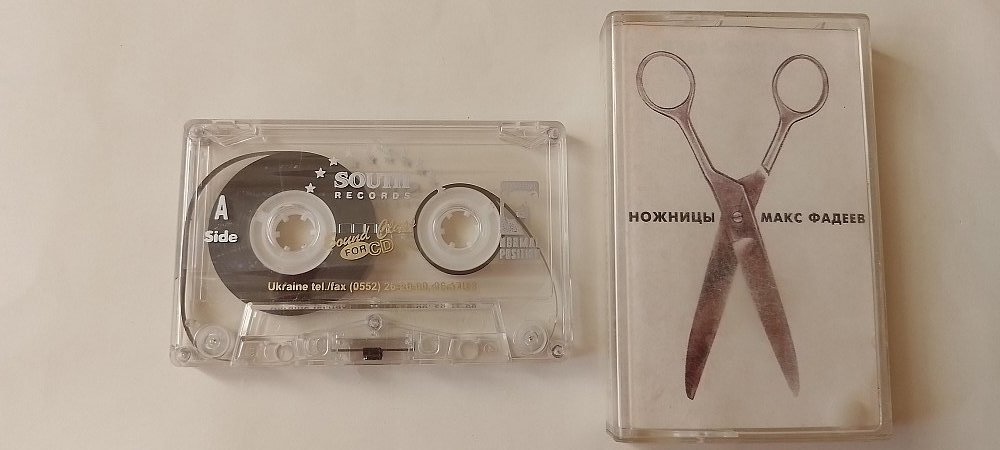 A
Side
SOUTH
RECORDS
FOR CD
NORMAL
POSITION
Ukraine tel./fax (0552)
НОЖНИЦЫ МАКС ФАДЕЕВ